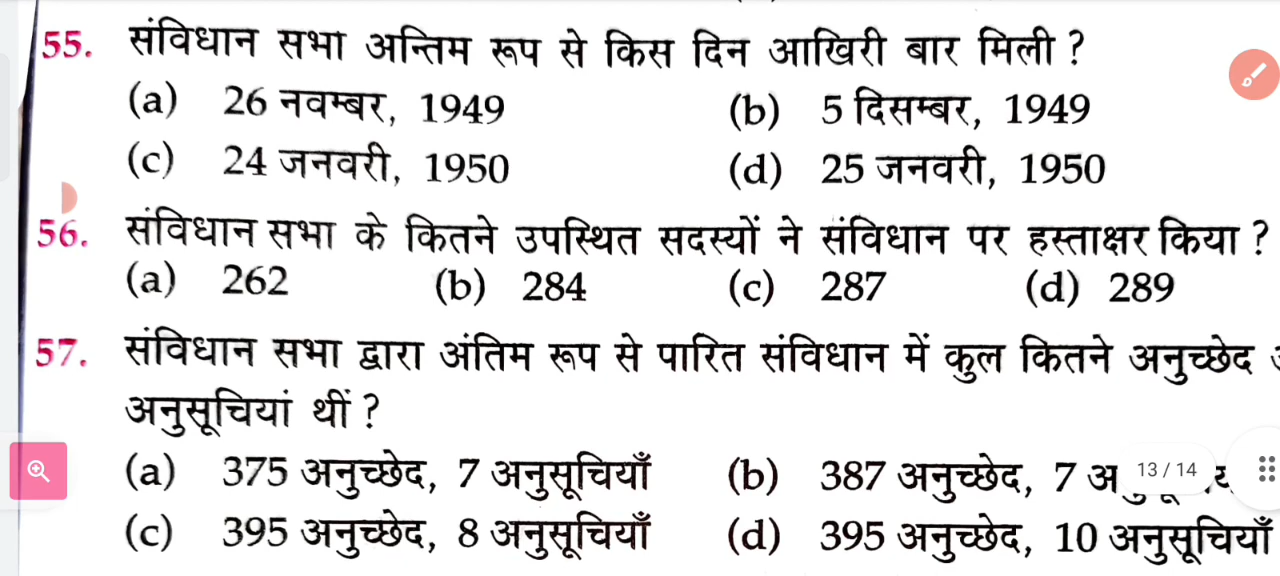 55. संविधान सभा अन्तिम रूप से किस दिन आखिरी बार मिली ?
(a) 26 नवम्बर, 1949 (b) 5 दिसम्बर, 1949
(c) 24 जनवरी, 1950 (d) 25 जनवरी, 1950
56. संविधान सभा के कितने उपस्थित सदस्यों ने संविधान पर हस्ताक्षर किया ?
(a) 262 (b) 284 (c) 287 (d) 289
57. संविधान सभा द्वारा अंतिम रूप से पारित संविधान में कुल कितने अनुच्छेद
अनुसूचियां थीं ?
(a) 375 अनुच्छेद, 7 अनुसूचियाँ (b) 387 अनुच्छेद, 7
13 / 14
(c) 395 अनुच्छेद, 8 अनुसूचियाँ (d) 395 अनुच्छेद, 10 अनुसूचियाँ